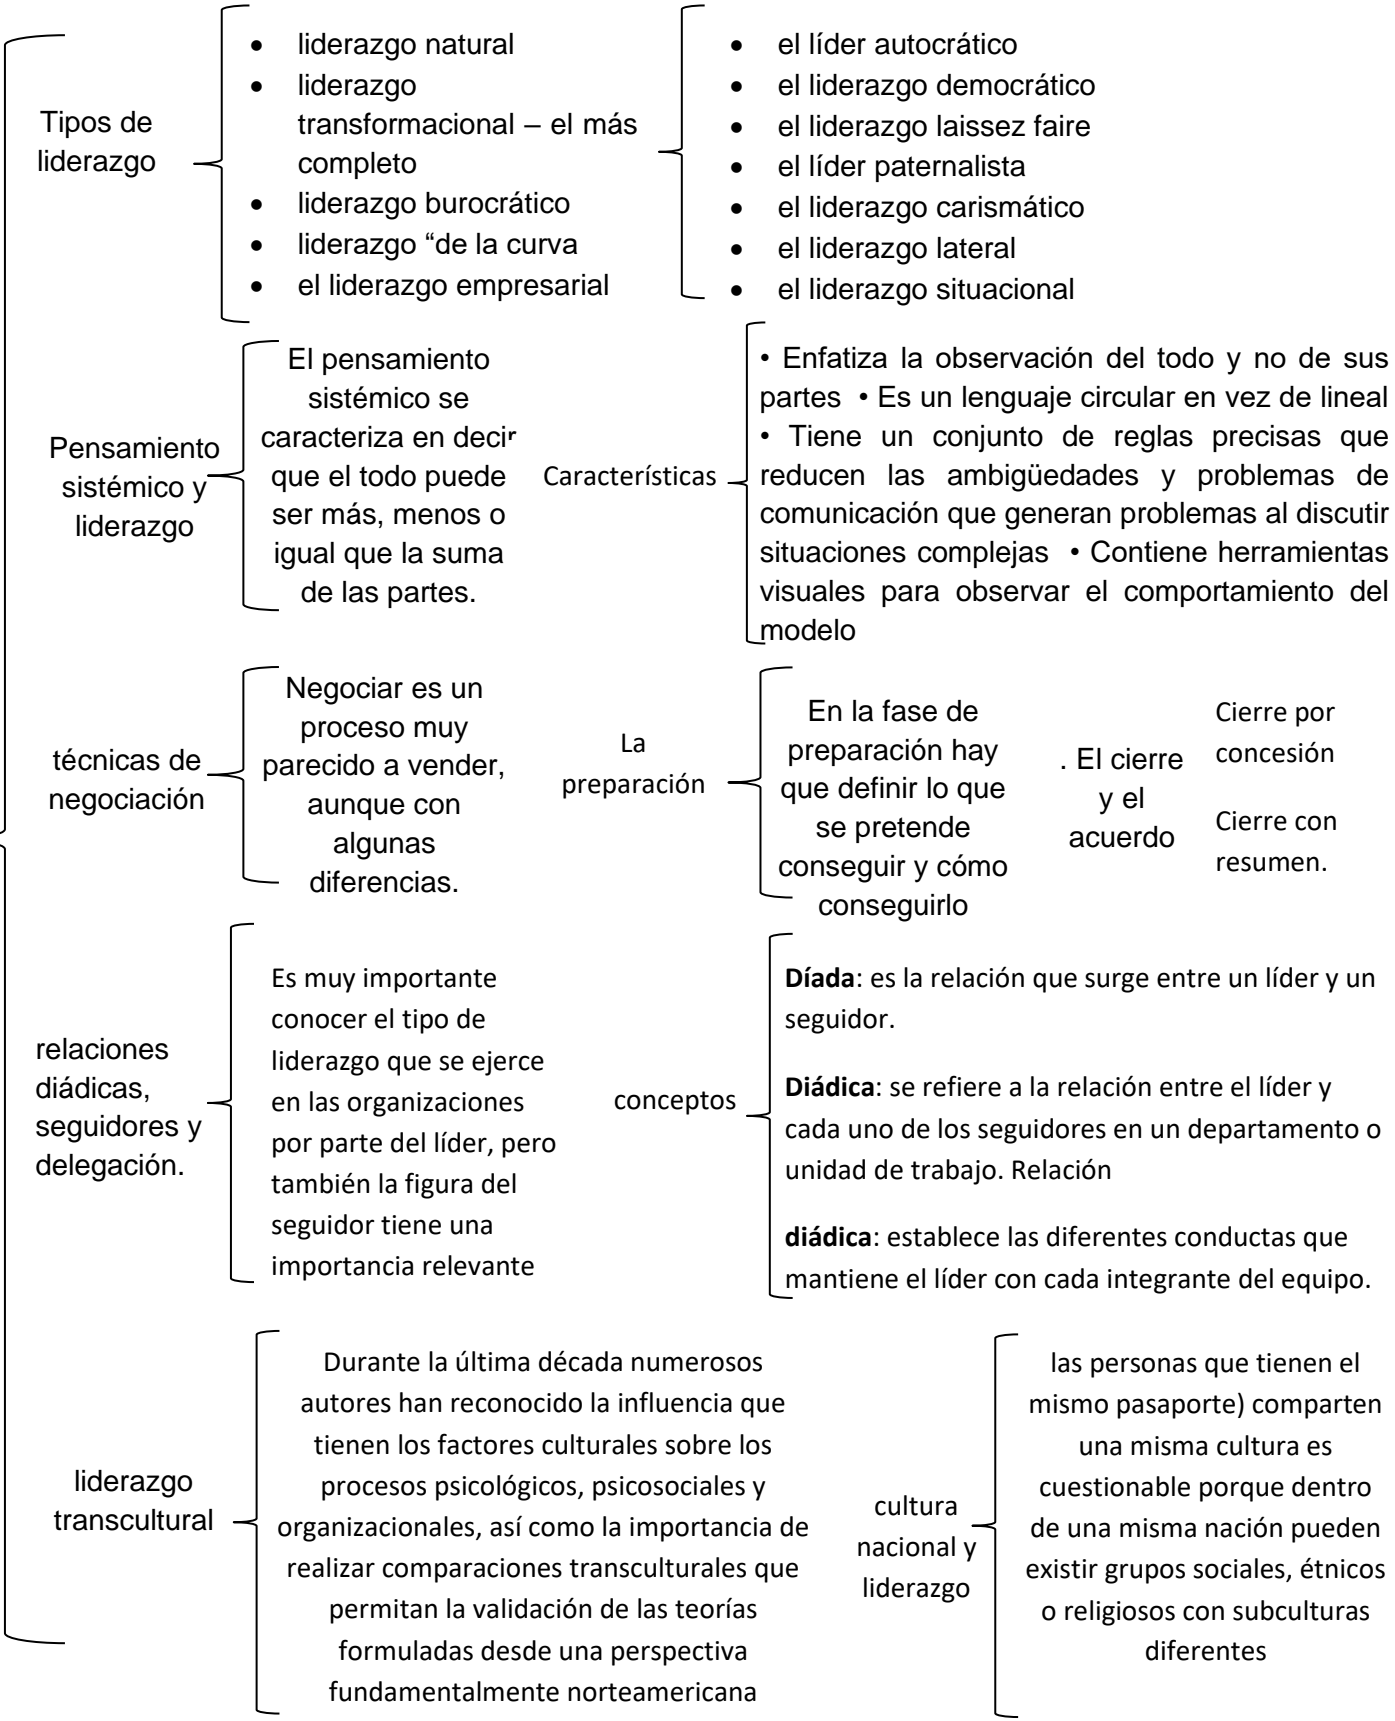 Tipos de
liderazgo
• liderazgo natural
• liderazgo
transformacional – el más
completo
• liderazgo burocrático
• liderazgo “de la curva
• el liderazgo empresarial
• el líder autocrático
• el liderazgo democrático
• el liderazgo laissez faire
• el líder paternalista
• el liderazgo carismático
• el liderazgo lateral
• el liderazgo situacional
Pensamiento
sistémico y
liderazgo
El pensamiento
sistémico se
caracteriza en decir
que el todo puede
ser más, menos o
igual que la suma
de las partes.
Características
• Enfatiza la observación del todo y no de sus
partes • Es un lenguaje circular en vez de lineal
• Tiene un conjunto de reglas precisas que
reducen las ambigüedades y problemas de
comunicación que generan problemas al discutir
situaciones complejas • Contiene herramientas
visuales para observar el comportamiento del
modelo
técnicas de
negociación
Negociar es un
proceso muy
parecido a vender,
aunque con
algunas
diferencias.
La
preparación
En la fase de
preparación hay
que definir lo que
se pretende
conseguir y cómo
conseguirlo
. El cierre
y el
acuerdo
Cierre por
concesión
Cierre con
resumen.
relaciones
diádicas,
seguidores y
delegación.
Es muy importante
conocer el tipo de
liderazgo que se ejerce
en las organizaciones
por parte del líder, pero
también la figura del
seguidor tiene una
importancia relevante
conceptos
Díada: es la relación que surge entre un líder y un
seguidor.
Diádica: se refiere a la relación entre el líder y
cada uno de los seguidores en un departamento o
unidad de trabajo. Relación
diádica: establece las diferentes conductas que
mantiene el líder con cada integrante del equipo.
liderazgo
transcultural
Durante la última década numerosos
autores han reconocido la influencia que
tienen los factores culturales sobre los
procesos psicológicos, psicosociales y
organizacionales, así como la importancia de
realizar comparaciones transculturales que
permitan la validación de las teorías
formuladas desde una perspectiva
fundamentalmente norteamericana
cultura
nacional y
liderazgo
las personas que tienen el
mismo pasaporte) comparten
una misma cultura es
cuestionable porque dentro
de una misma nación pueden
existir grupos sociales, étnicos
o religiosos con subculturas
diferentes